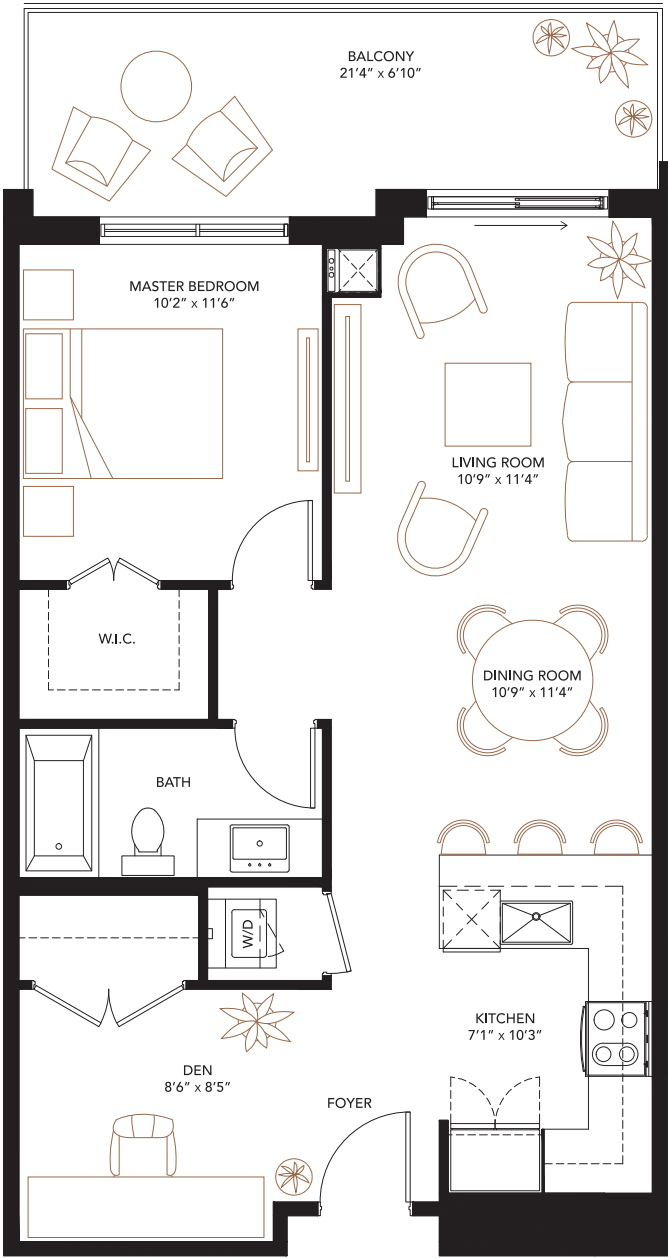 BALCONY
21'4" x 6'10"
MASTER BEDROOM
10'2" x 11'6"
LIVING ROOM
10'9" x 11'4"
W.I.C.
DINING ROOM
10'9" x 11'4"
BATH
W/D
KITCHEN
7'1" x 10'3"
DEN
8'6" x 8'5"
FOYER